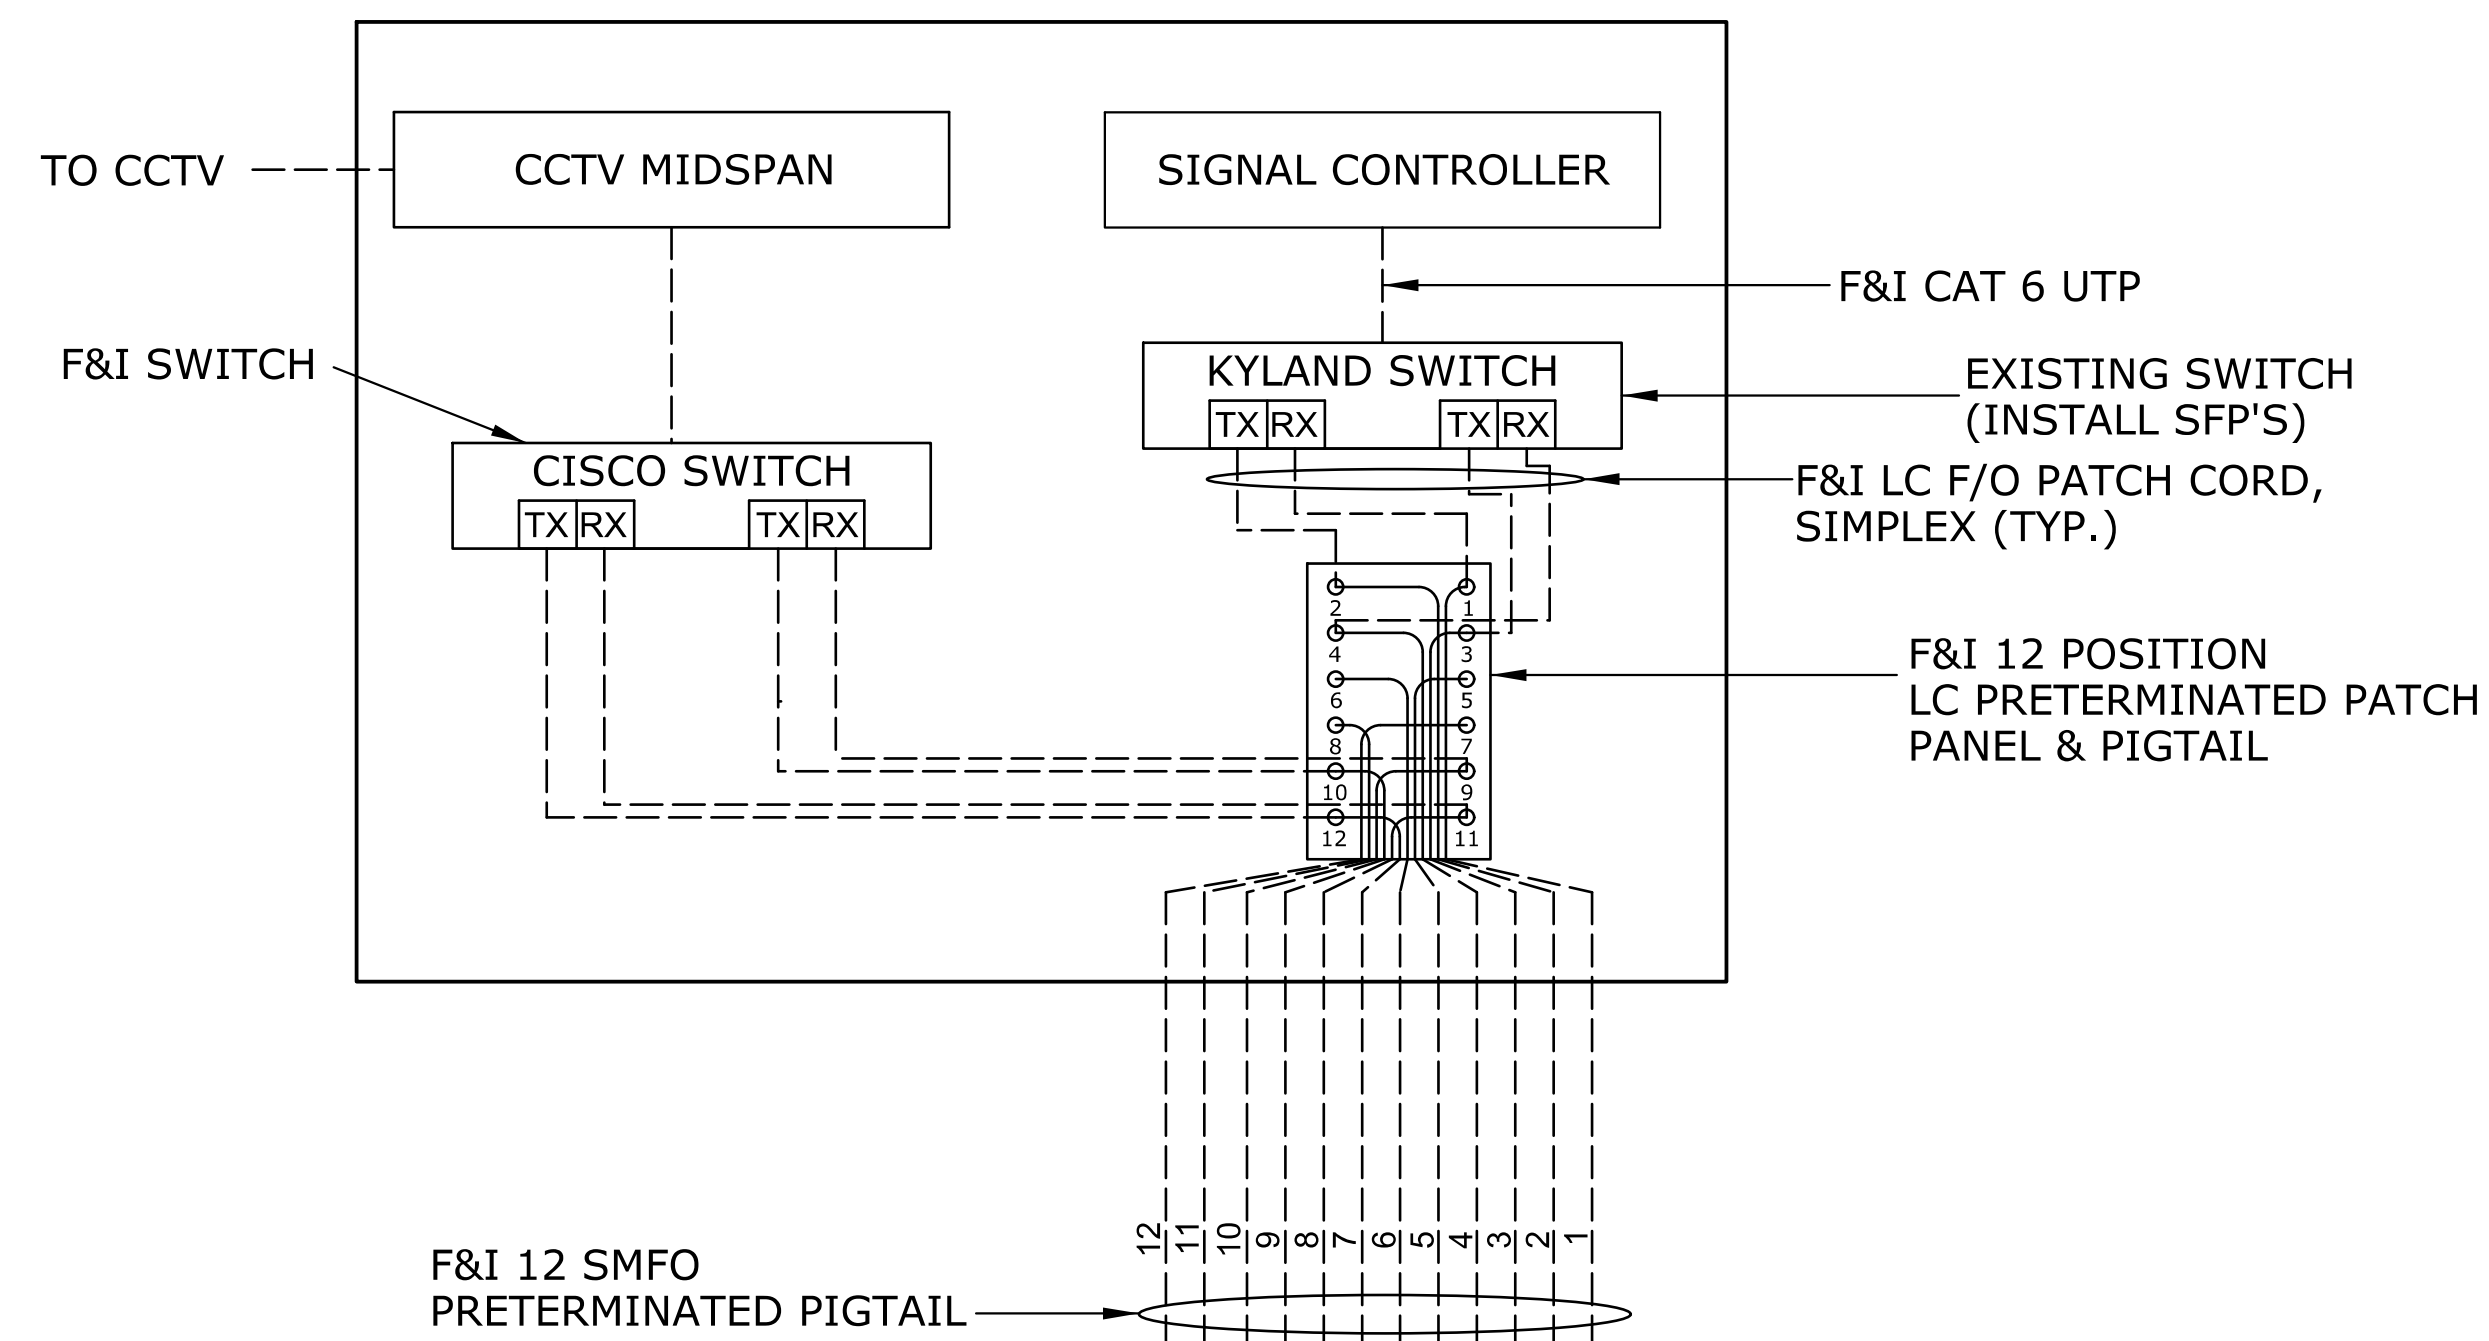 TO CCTV
CCTV MIDSPAN
SIGNAL CONTROLLER
F&I CAT 6 UTP
F&I SWITCH
KYLAND SWITCH
TX RX TX RX
EXISTING SWITCH
(INSTALL SFP'S)
CISCO SWITCH
TX RX TX RX
F&I LC F/O PATCH CORD,
SIMPLEX (TYP.)
2 1
4 3
6 5
8 7
10 9
12 11
F&I 12 POSITION
LC PRETERMINATED PATCH
PANEL & PIGTAIL
12 11 10 9 8 7 6 5 4 3 2 1
F&I 12 SMFO
PRETERMINATED PIGTAIL